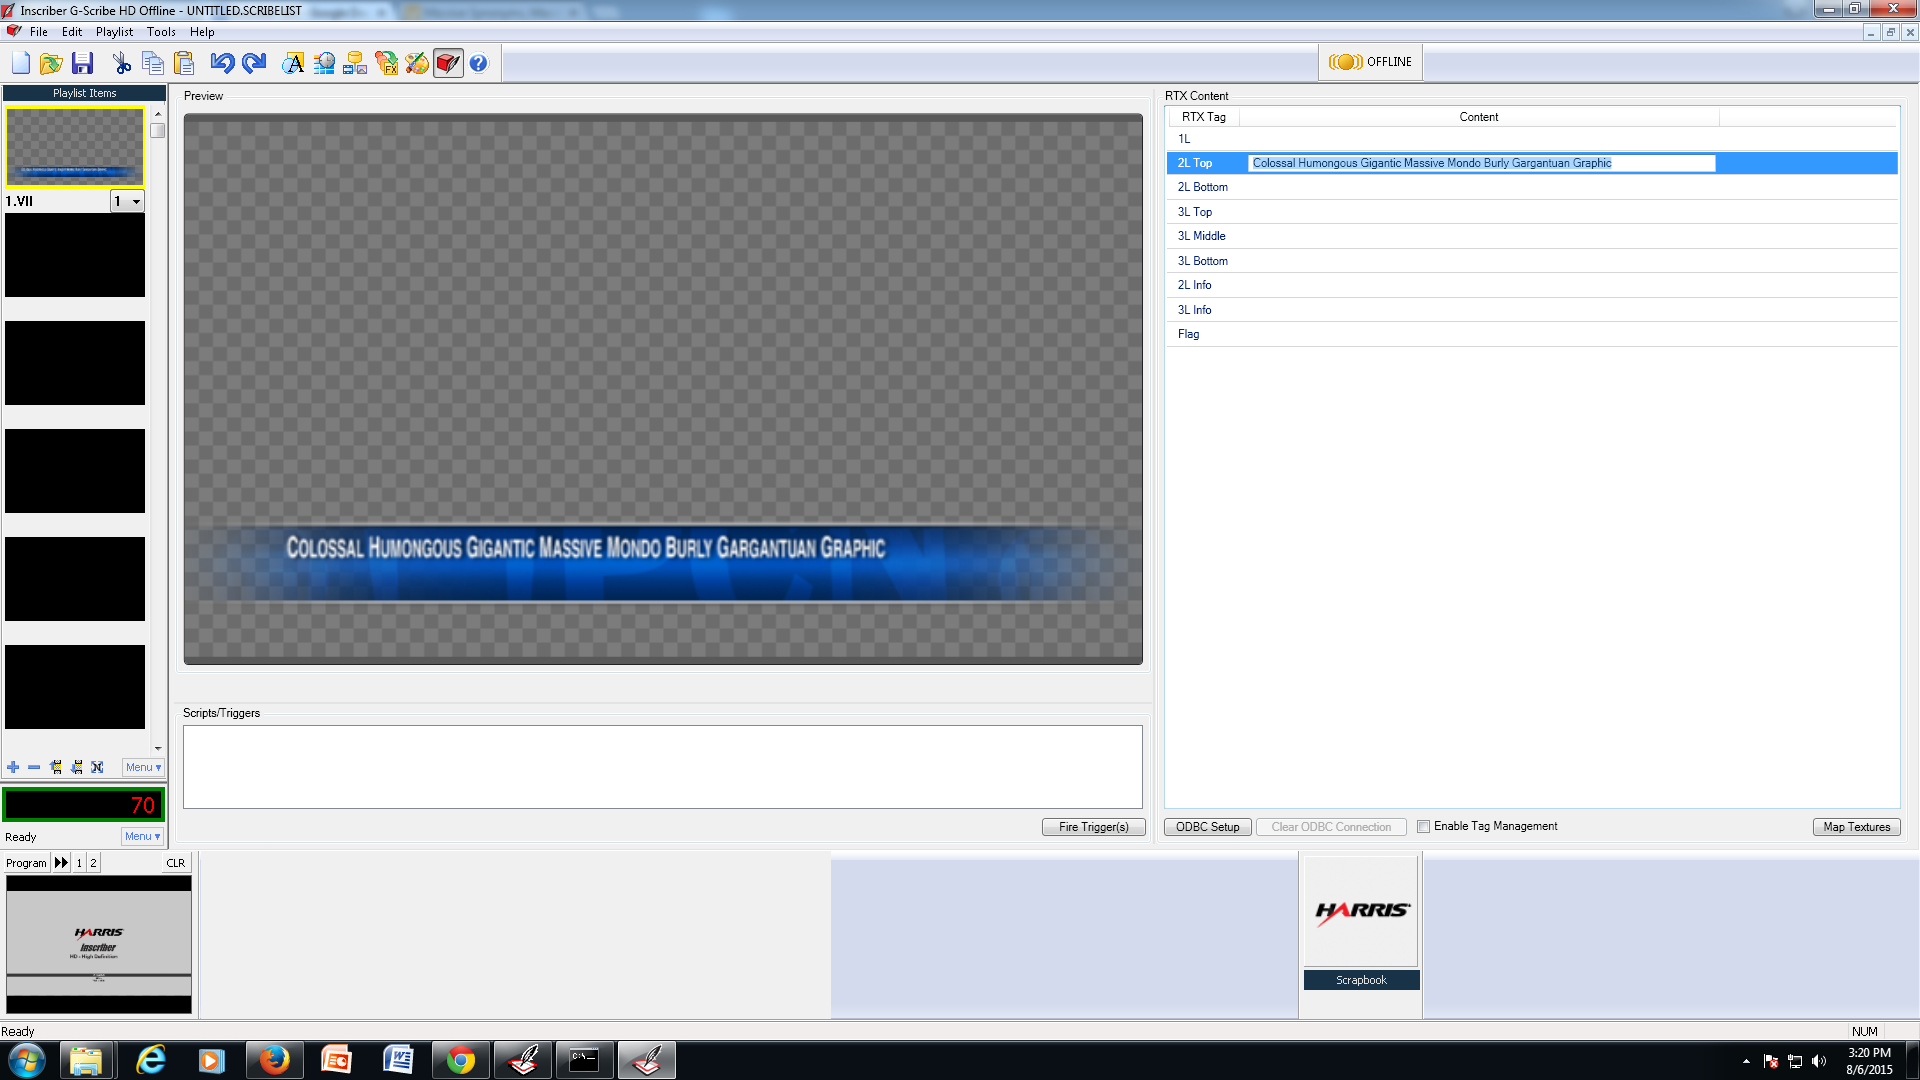 Inscriber G-Scribe HD Offline - UNTITLED.SCRIBELIST
File Edit Playlist Tools Help
OFFLINE
Playlist Items
1.VII
1
Menu
70
Ready
Menu
Program 1 2 CLR
HARRIS
Inscriber
HD - High Definition
Preview
COLOSSAL HUMONGOUS GIGANTIC MASSIVE MONDO BURLY GARGANTUAN GRAPHIC
Scripts/Triggers
Fire Trigger(s)
RTX Content
RTX Tag Content
1L
2L Top Colossal Humongous Gigantic Massive Mondo Burly Gargantuan Graphic
2L Bottom
3L Top
3L Middle
3L Bottom
2L Info
3L Info
Flag
ODBC Setup Clear ODBC Connection Enable Tag Management Map Textures
HARRIS
Scrapbook
Ready
NUM
3:20 PM
8/6/2015